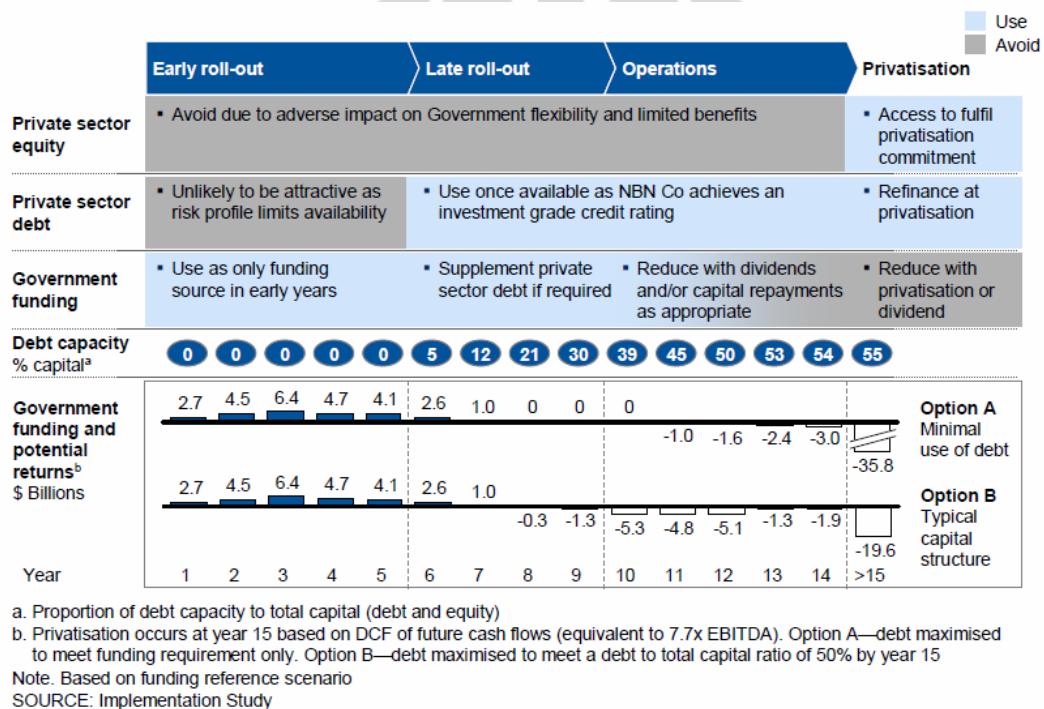 Use
Avoid
Early roll-out
Late roll-out
Operations
Privatisation
Private sector
equity
▪ Avoid due to adverse impact on Government flexibility and limited benefits
▪ Access to fulfil
privatisation
commitment
Private sector
debt
▪ Unlikely to be attractive as
risk profile limits availability
▪ Use once available as NBN Co achieves an
investment grade credit rating
▪ Refinance at
privatisation
Government
funding
▪ Use as only funding
source in early years
▪ Supplement private
sector debt if required
▪ Reduce with dividends
and/or capital repayments
as appropriate
▪ Reduce with
privatisation or
dividend
Debt capacity
% capitalᵃ
0 0 0 0 0 5 12 21 30 39 45 50 53 54 55
Government
funding and
potential
returnsᵇ
$ Billions
2.7 4.5 6.4 4.7 4.1 2.6 1.0 0 0 0
-1.0 -1.6 -2.4 -3.0
-35.8
Option A
Minimal
use of debt
2.7 4.5 6.4 4.7 4.1 2.6 1.0
-0.3 -1.3 -5.3 -4.8 -5.1 -1.3 -1.9
-19.6
Option B
Typical
capital
structure
Year 1 2 3 4 5 6 7 8 9 10 11 12 13 14 >15
a. Proportion of debt capacity to total capital (debt and equity)
b. Privatisation occurs at year 15 based on DCF of future cash flows (equivalent to 7.7x EBITDA). Option A—debt maximised
to meet funding requirement only. Option B—debt maximised to meet a debt to total capital ratio of 50% by year 15
Note. Based on funding reference scenario
SOURCE: Implementation Study